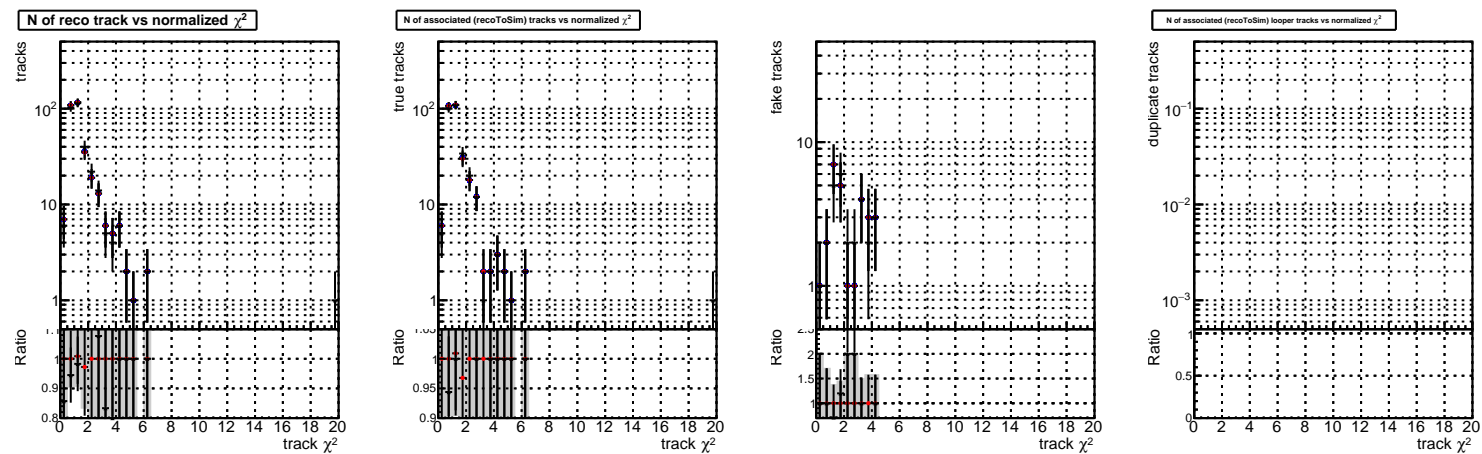 N of reco track vs normalized χ²
tracks
10²
10
1
Ratio
1.1
1
0.9
0.8
0 2 4 6 8 10 12 14 16 18 20
track χ²
N of associated (recoToSim) tracks vs normalized χ²
true tracks
10²
10
1
Ratio
1.05
1
0.95
0.9
0 2 4 6 8 10 12 14 16 18 20
track χ²
fake tracks
10
1
Ratio
2.5
2
1.5
1
0 2 4 6 8 10 12 14 16 18 20
track χ²
N of associated (recoToSim) looper tracks vs normalized χ²
duplicate tracks
10⁻¹
10⁻²
10⁻³
Ratio
1
0.5
0
0 2 4 6 8 10 12 14 16 18 20
track χ²